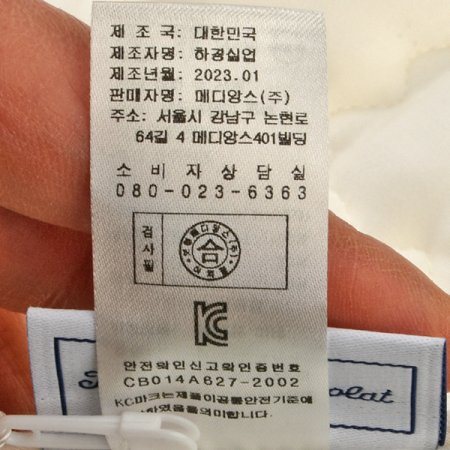 제 조 국: 대한민국
제조자명: 하경실업
제조년월: 2023.01
판매자명: 메디앙스(주)
주소: 서울시 강남구 논현로
64길 4 메디앙스401빌딩
소 비 자 상 담 실
080-023-6363
검사필
합
안전확인신고확인증번호
CB014A627-2002
KC마크는 제품이 공통안전기준에
하였음을 의미합니다
olat